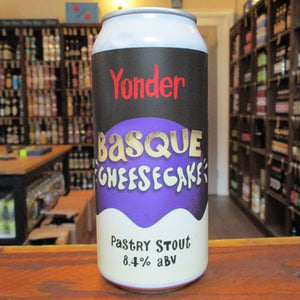 Yonder
BASQUE
CHEESECAKE
PASTRY STOUT
8.4% ABV